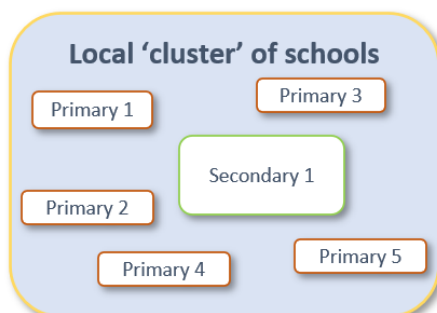 Local ‘cluster’ of schools
Primary 3
Primary 1
Secondary 1
Primary 2
Primary 5
Primary 4